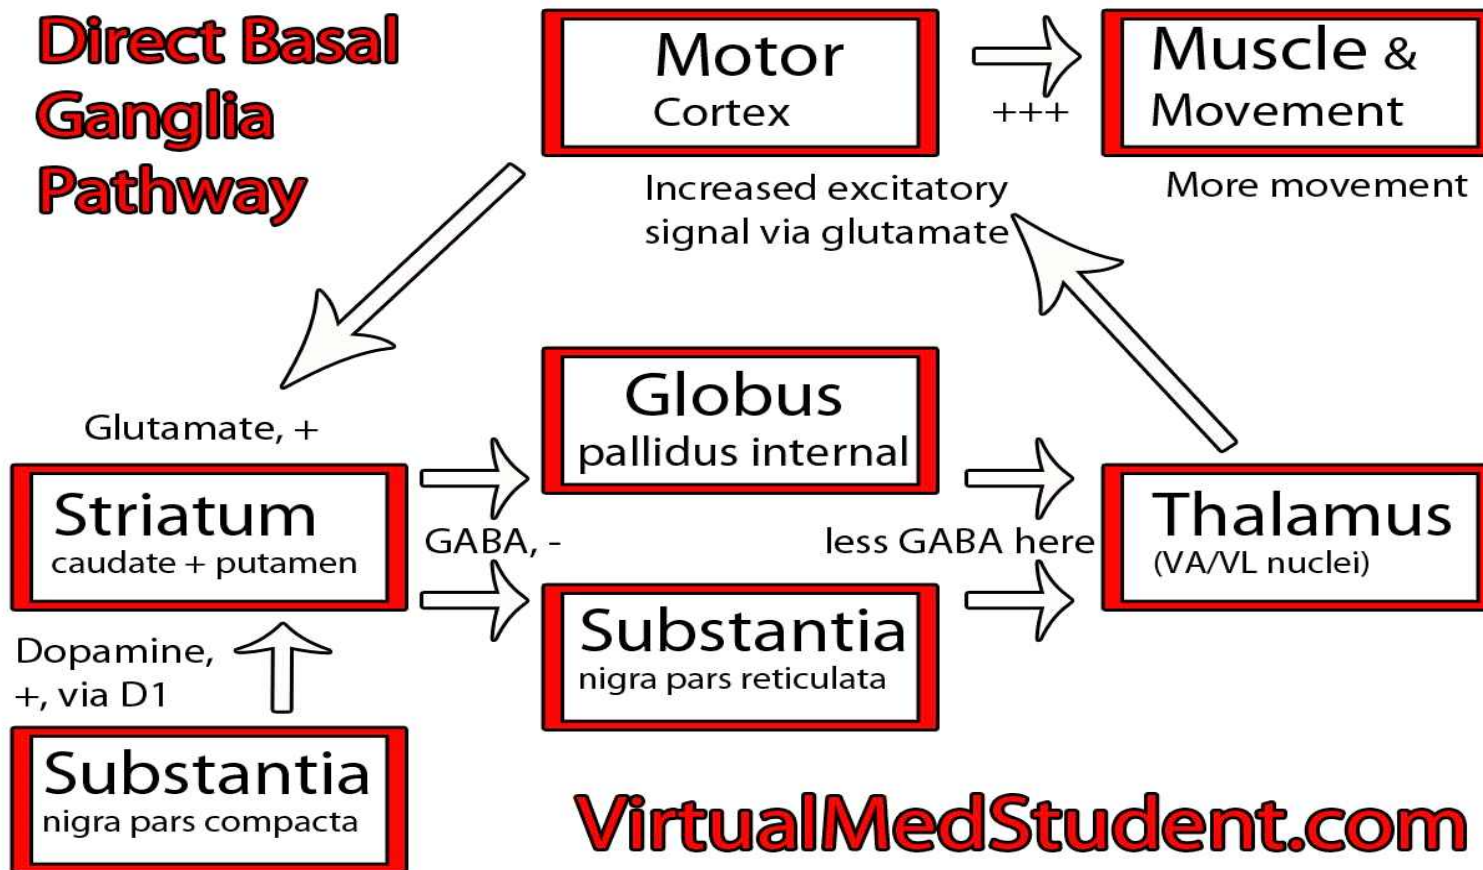 Direct Basal
Ganglia
Pathway
Motor
Cortex
+++
Muscle &
Movement
Increased excitatory
signal via glutamate
More movement
Glutamate, +
Globus
pallidus internal
Striatum
caudate + putamen
GABA, -
less GABA here
Thalamus
(VA/VL nuclei)
Substantia
nigra pars reticulata
Dopamine,
+, via D1
Substantia
nigra pars compacta
VirtualMedStudent.com